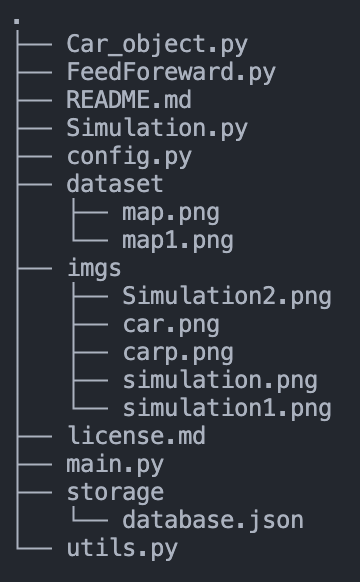 .
├── Car_object.py
├── FeedForeward.py
├── README.md
├── Simulation.py
├── config.py
├── dataset
│   ├── map.png
│   └── map1.png
├── imgs
│   ├── Simulation2.png
│   ├── car.png
│   ├── carp.png
│   ├── simulation.png
│   └── simulation1.png
├── license.md
├── main.py
├── storage
│   └── database.json
└── utils.py